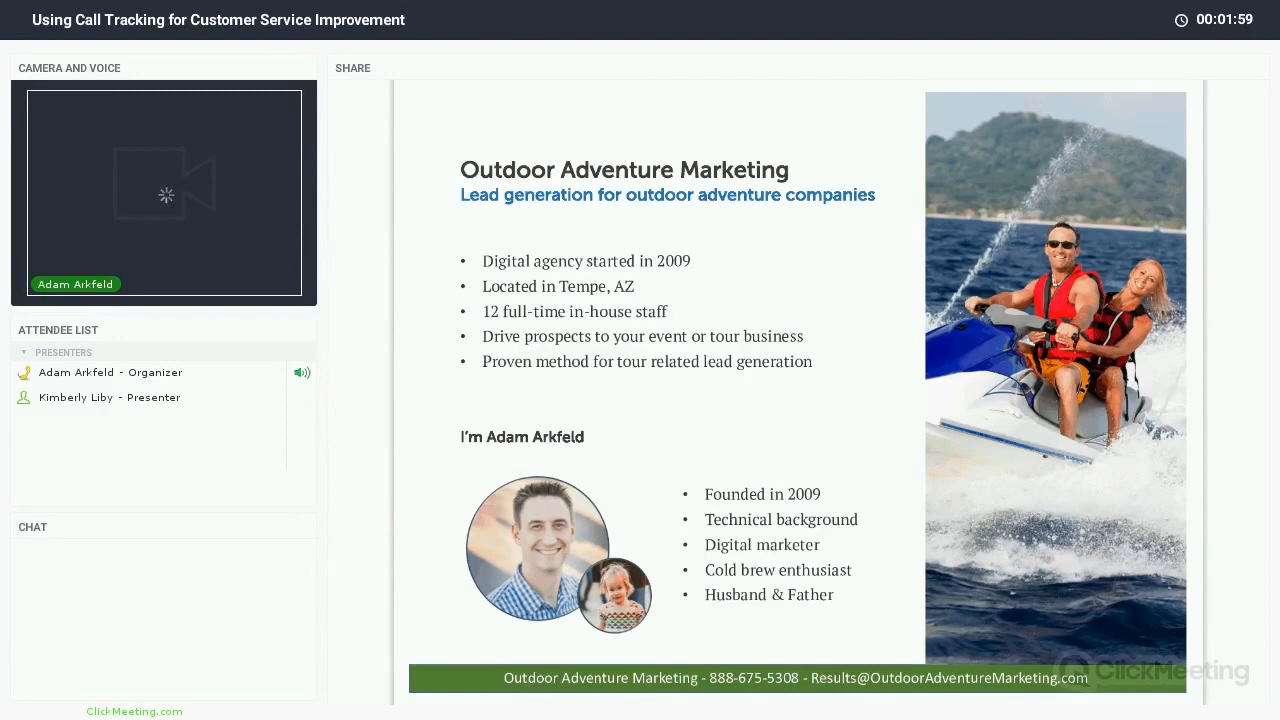 Using Call Tracking for Customer Service Improvement
00:01:59
CAMERA AND VOICE
Adam Arkfeld
ATTENDEE LIST
PRESENTERS
Adam Arkfeld - Organizer
Kimberly Liby - Presenter
CHAT
ClickMeeting.com
SHARE
Outdoor Adventure Marketing
Lead generation for outdoor adventure companies
• Digital agency started in 2009
• Located in Tempe, AZ
• 12 full-time in-house staff
• Drive prospects to your event or tour business
• Proven method for tour related lead generation
I'm Adam Arkfeld
• Founded in 2009
• Technical background
• Digital marketer
• Cold brew enthusiast
• Husband & Father
Outdoor Adventure Marketing - 888-675-5308 - Results@OutdoorAdventureMarketing.com
ClickMeeting